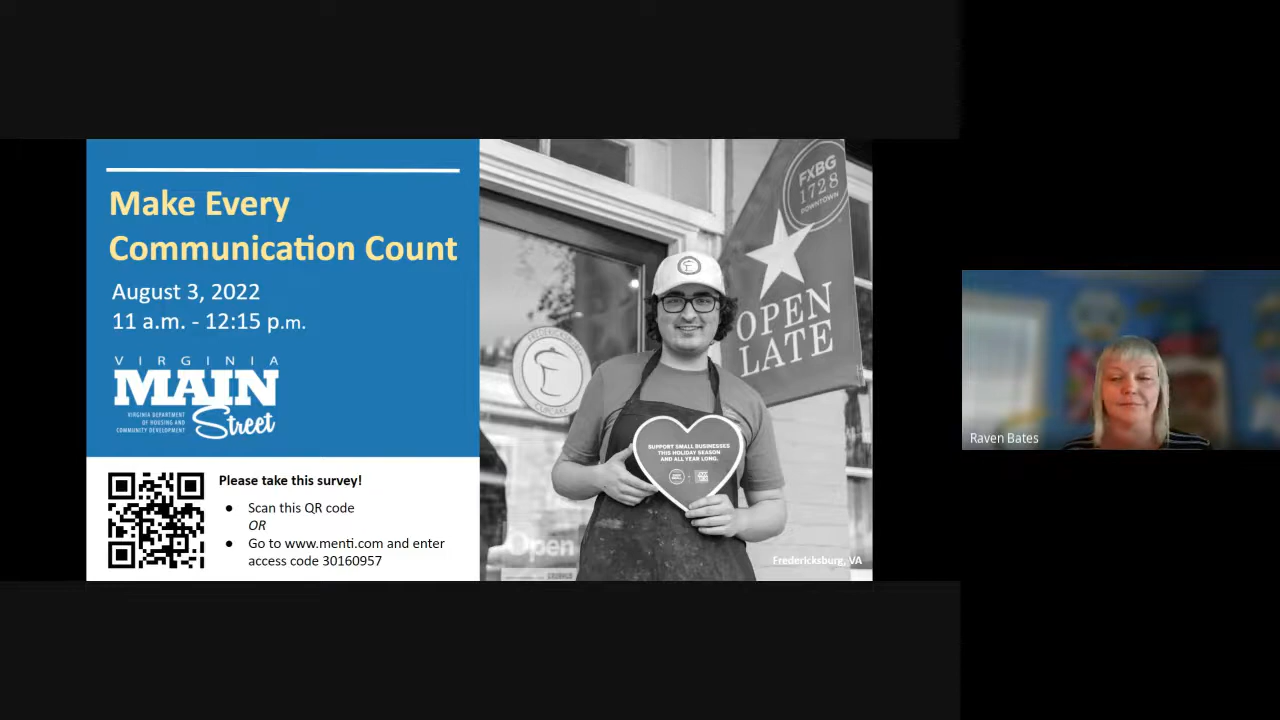 Make Every
Communication Count
August 3, 2022
11 a.m. - 12:15 p.m.
VIRGINIA
MAIN
Street
VIRGINIA DEPARTMENT
OF HOUSING AND
COMMUNITY DEVELOPMENT
Please take this survey!
● Scan this QR code
OR
● Go to www.menti.com and enter
access code 30160957
FXBG
1728
DOWNTOWN
OPEN
LATE
FREDERICKSBURG
CUPCAKE
SUPPORT SMALL BUSINESSES
THIS HOLIDAY SEASON
AND ALL YEAR LONG.
Open
Fredericksburg, VA
Raven Bates